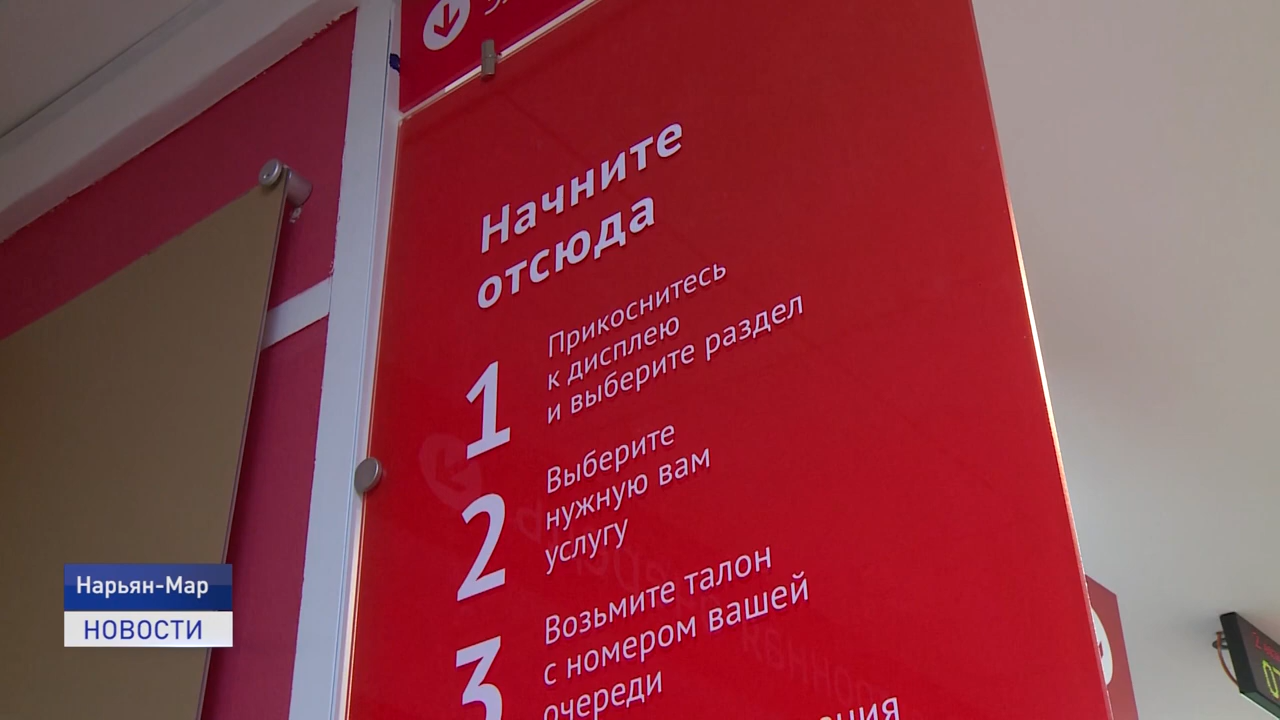 Начните
отсюда
1
Прикоснитесь
к дисплею
и выберите раздел
2
Выберите
нужную вам
услугу
3
Возьмите талон
с номером вашей
очереди
Нарьян-Мар
НОВОСТИ